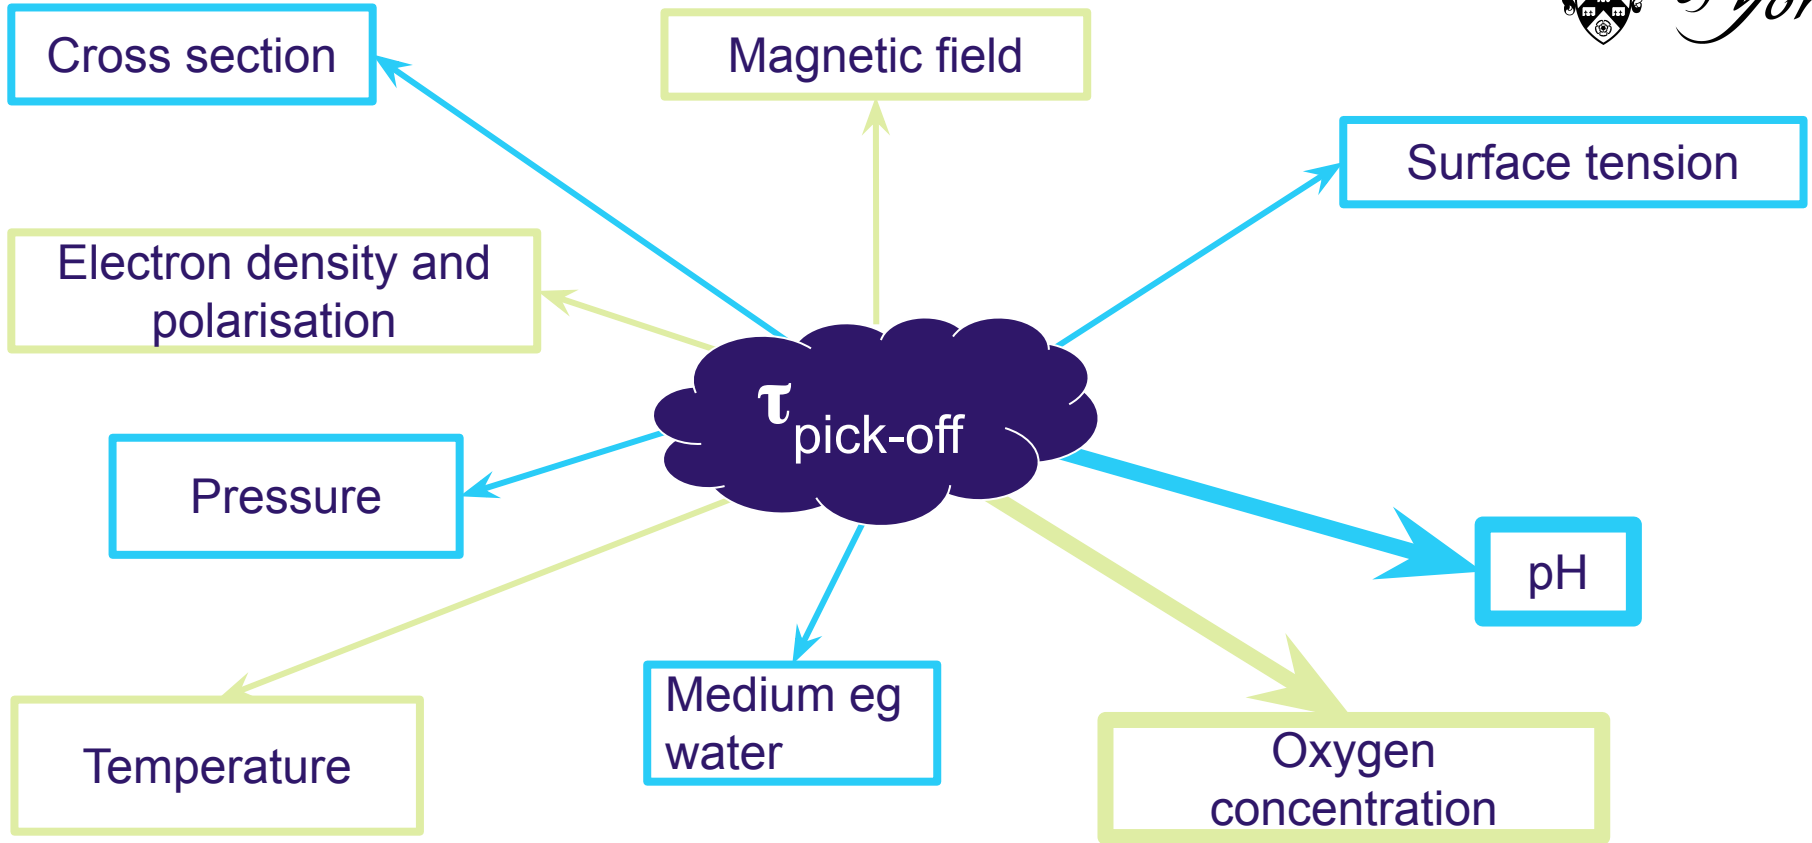 Cross section
Magnetic field
Surface tension
Electron density and
polarisation
τ
pick-off
Pressure
pH
Medium eg
water
Oxygen
concentration
Temperature